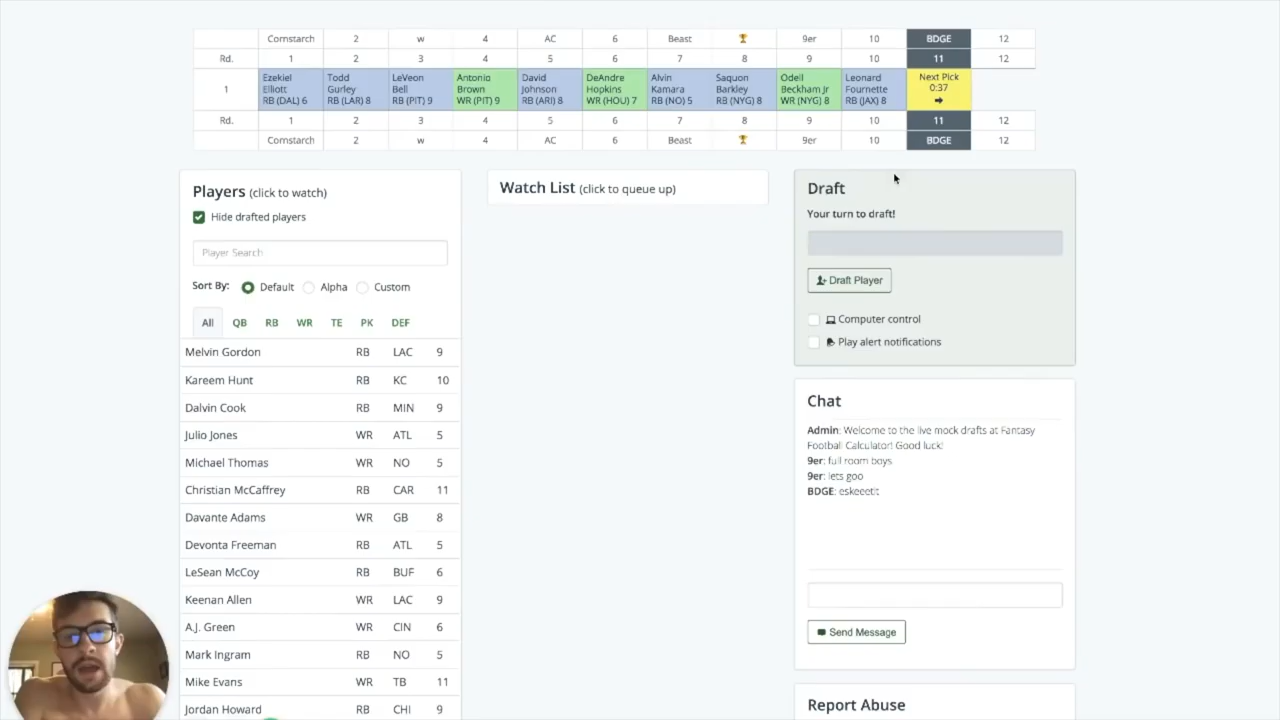 Cornstarch 2 w 4 AC 6 Beast 🏆 9er 10 BDGE 12
Rd. 1 2 3 4 5 6 7 8 9 10 11 12
1 Ezekiel Elliott RB (DAL) 6 Todd Gurley RB (LAR) 8 LeVeon Bell RB (PIT) 9 Antonio Brown WR (PIT) 9 David Johnson RB (ARI) 8 DeAndre Hopkins WR (HOU) 7 Alvin Kamara RB (NO) 5 Saquon Barkley RB (NYG) 8 Odell Beckham Jr WR (NYG) 8 Leonard Fournette RB (JAX) 8 Next Pick 0:37
Rd. 1 2 3 4 5 6 7 8 9 10 11 12
Cornstarch 2 w 4 AC 6 Beast 🏆 9er 10 BDGE 12
Players (click to watch)
Hide drafted players
Player Search
Sort By: Default Alpha Custom
All QB RB WR TE PK DEF
Melvin Gordon RB LAC 9
Kareem Hunt RB KC 10
Dalvin Cook RB MIN 9
Julio Jones WR ATL 5
Michael Thomas WR NO 5
Christian McCaffrey RB CAR 11
Davante Adams WR GB 8
Devonta Freeman RB ATL 5
LeSean McCoy RB BUF 6
Keenan Allen WR LAC 9
A.J. Green WR CIN 6
Mark Ingram RB NO 5
Mike Evans WR TB 11
Jordan Howard RB CHI 9
Watch List (click to queue up)
Draft
Your turn to draft!
Draft Player
Computer control
Play alert notifications
Chat
Admin: Welcome to the live mock drafts at Fantasy
Football Calculator! Good luck!
9er: full room boys
9er: lets goo
BDGE: eskeeetit
Send Message
Report Abuse